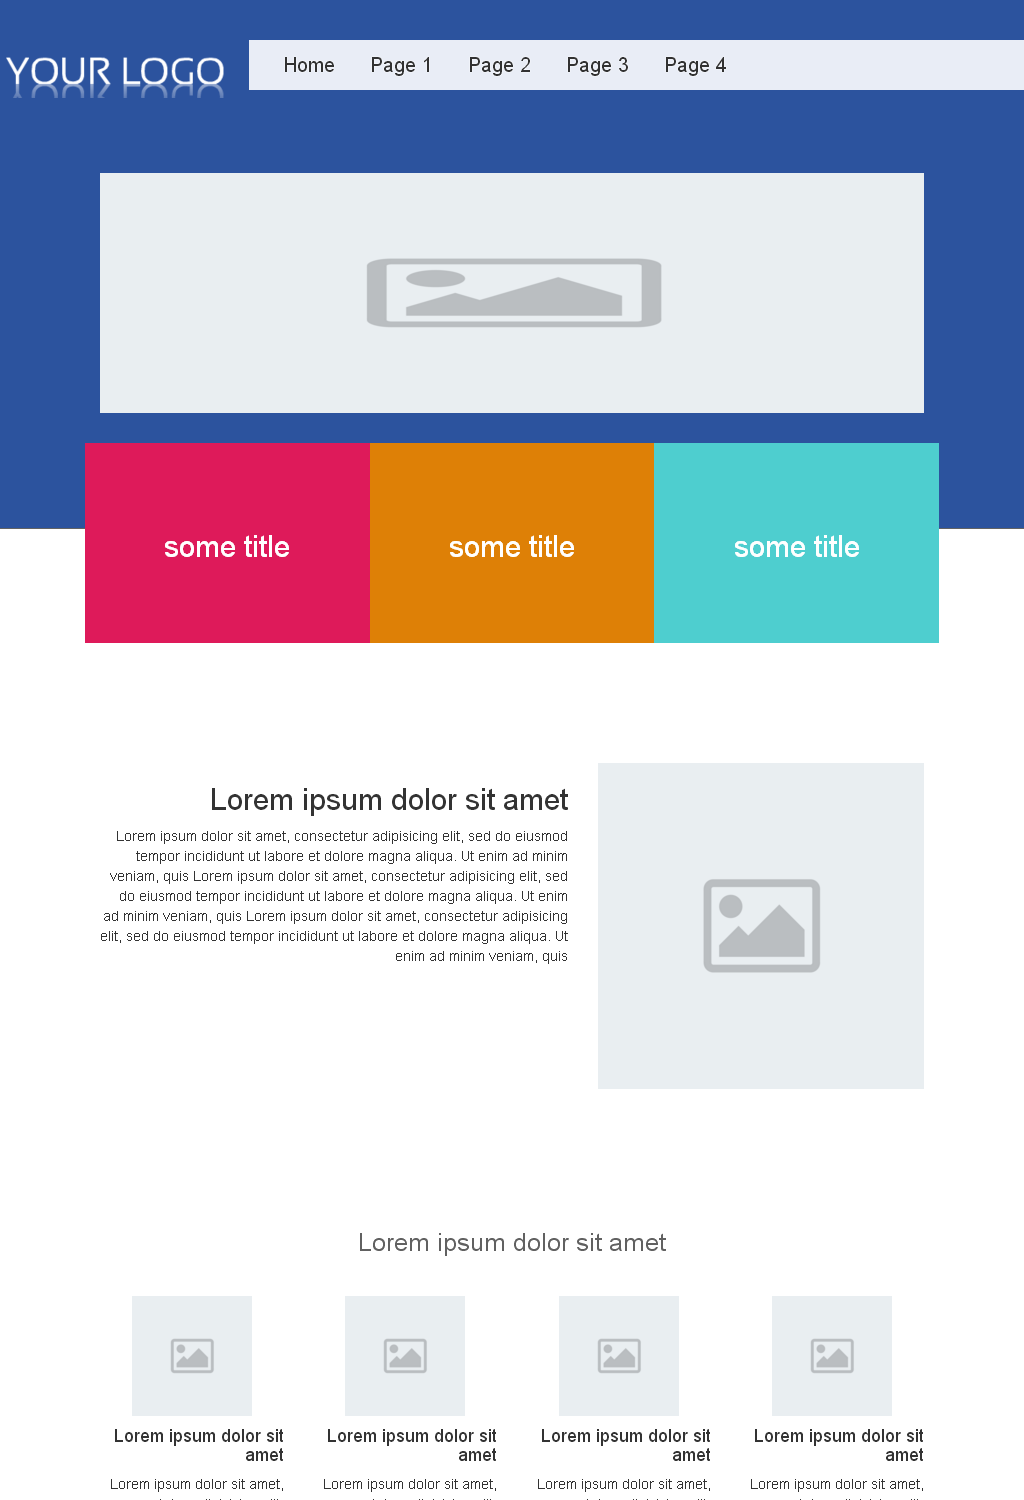 YOUR LOGO
Home Page 1 Page 2 Page 3 Page 4
some title some title some title
Lorem ipsum dolor sit amet
Lorem ipsum dolor sit amet, consectetur adipisicing elit, sed do eiusmod
tempor incididunt ut labore et dolore magna aliqua. Ut enim ad minim
veniam, quis Lorem ipsum dolor sit amet, consectetur adipisicing elit, sed
do eiusmod tempor incididunt ut labore et dolore magna aliqua. Ut enim
ad minim veniam, quis Lorem ipsum dolor sit amet, consectetur adipisicing
elit, sed do eiusmod tempor incididunt ut labore et dolore magna aliqua. Ut
enim ad minim veniam, quis
Lorem ipsum dolor sit amet
Lorem ipsum dolor sit
amet
Lorem ipsum dolor sit amet,
Lorem ipsum dolor sit
amet
Lorem ipsum dolor sit amet,
Lorem ipsum dolor sit
amet
Lorem ipsum dolor sit amet,
Lorem ipsum dolor sit
amet
Lorem ipsum dolor sit amet,